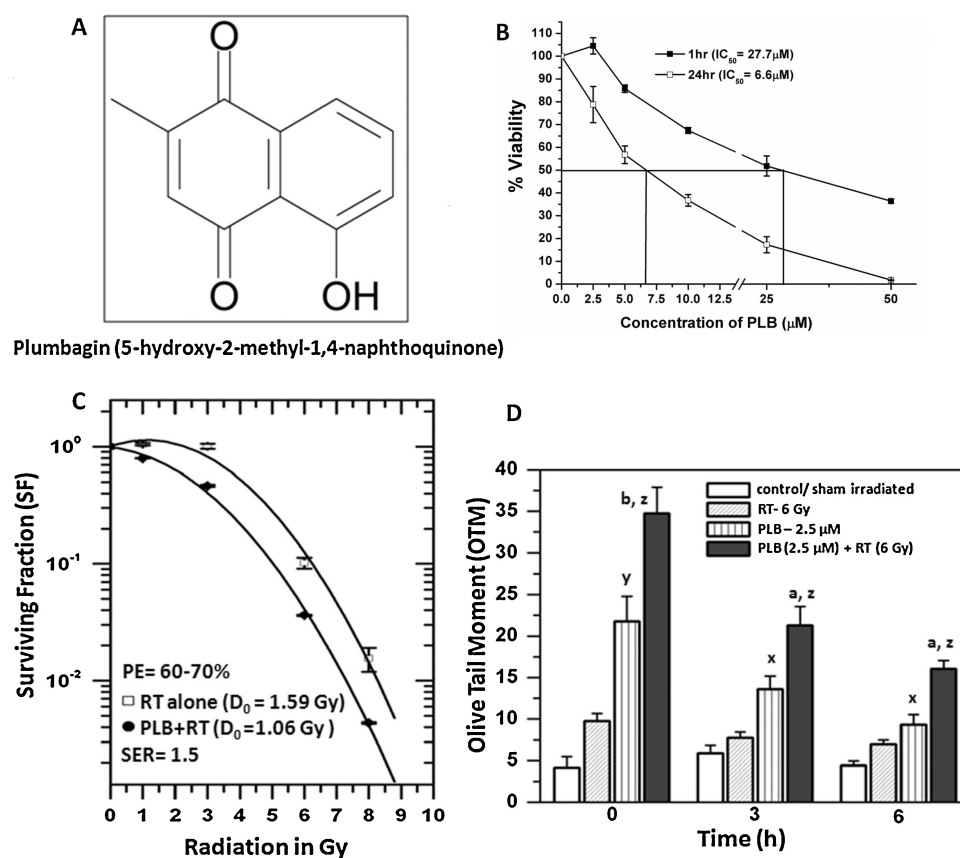 A
O
O
OH
Plumbagin (5-hydroxy-2-methyl-1,4-naphthoquinone)
B
1hr (IC50= 27.7µM)
24hr (IC50= 6.6µM)
% Viability
110
100
90
80
70
60
50
40
30
20
10
0
0.0 2.5 5.0 7.5 10.0 12.5 25 50
Concentration of PLB (µM)
C
Surviving Fraction (SF)
10⁰
10⁻¹
10⁻²
PE= 60-70%
RT alone (D0 = 1.59 Gy)
PLB+RT (D0 =1.06 Gy )
SER= 1.5
0 1 2 3 4 5 6 7 8 9 10
Radiation in Gy
D
Olive Tail Moment (OTM)
40
35
30
25
20
15
10
5
0
control/ sham irradiated
RT- 6 Gy
PLB – 2.5 µM
PLB (2.5 µM) + RT (6 Gy)
b, z
y
a, z
x
a, z
x
0 3 6
Time (h)